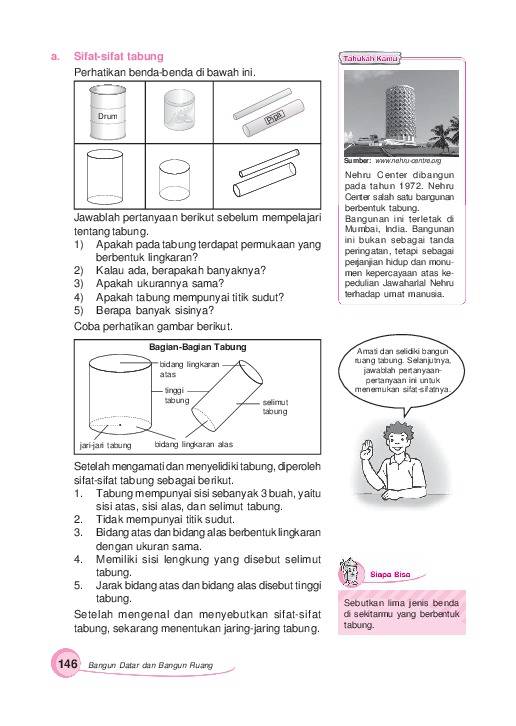 a. Sifat-sifat tabung
Perhatikan benda-benda di bawah ini.
Drum
Pipa
Jawablah pertanyaan berikut sebelum mempelajari
tentang tabung.
1) Apakah pada tabung terdapat permukaan yang
berbentuk lingkaran?
2) Kalau ada, berapakah banyaknya?
3) Apakah ukurannya sama?
4) Apakah tabung mempunyai titik sudut?
5) Berapa banyak sisinya?
Coba perhatikan gambar berikut.
Bagian-Bagian Tabung
bidang lingkaran
atas
tinggi
tabung
selimut
tabung
jari-jari tabung
bidang lingkaran alas
Setelah mengamati dan menyelidiki tabung, diperoleh
sifat-sifat tabung sebagai berikut.
1. Tabung mempunyai sisi sebanyak 3 buah, yaitu
sisi atas, sisi alas, dan selimut tabung.
2. Tidak mempunyai titik sudut.
3. Bidang atas dan bidang alas berbentuk lingkaran
dengan ukuran sama.
4. Memiliki sisi lengkung yang disebut selimut
tabung.
5. Jarak bidang atas dan bidang alas disebut tinggi
tabung.
Setelah mengenal dan menyebutkan sifat-sifat
tabung, sekarang menentukan jaring-jaring tabung.
Tahukah Kamu
Sumber: www.nehru-centre.org
Nehru Center dibangun
pada tahun 1972. Nehru
Center salah satu bangunan
berbentuk tabung.
Bangunan ini terletak di
Mumbai, India. Bangunan
ini bukan sebagai tanda
peringatan, tetapi sebagai
perjanjian hidup dan monu-
men kepercayaan atas ke-
pedulian Jawaharlal Nehru
terhadap umat manusia.
Amati dan selidiki bangun
ruang tabung. Selanjutnya,
jawablah pertanyaan-
pertanyaan ini untuk
menemukan sifat-sifatnya.
Siapa Bisa
Sebutkan lima jenis benda
di sekitarmu yang berbentuk
tabung.
146 Bangun Datar dan Bangun Ruang